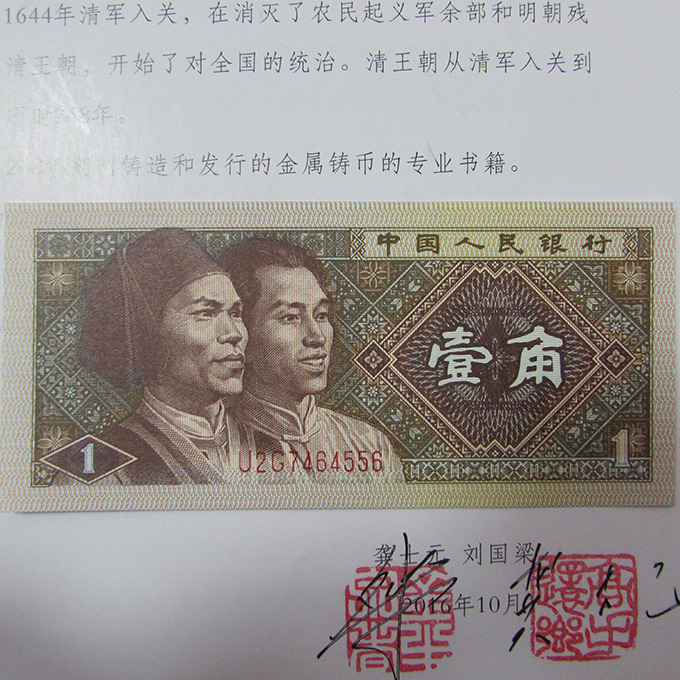 1644年清军入关，在消灭了农民起义军余部和明朝残
清王朝，开始了对全国的统治。清王朝从清军入关到
年。
铸造和发行的金属铸币的专业书籍。
中国人民银行
壹角
1
U2G7464556
1
龚士元 刘国梁
2016年10月